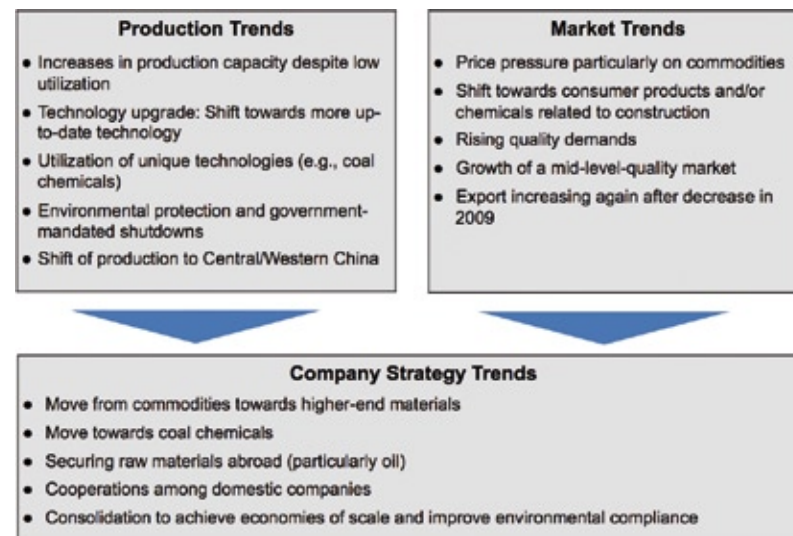 Production Trends
● Increases in production capacity despite low
utilization
● Technology upgrade: Shift towards more up-
to-date technology
● Utilization of unique technologies (e.g., coal
chemicals)
● Environmental protection and government-
mandated shutdowns
● Shift of production to Central/Western China
Market Trends
● Price pressure particularly on commodities
● Shift towards consumer products and/or
chemicals related to construction
● Rising quality demands
● Growth of a mid-level-quality market
● Export increasing again after decrease in
2009
Company Strategy Trends
● Move from commodities towards higher-end materials
● Move towards coal chemicals
● Securing raw materials abroad (particularly oil)
● Cooperations among domestic companies
● Consolidation to achieve economies of scale and improve environmental compliance